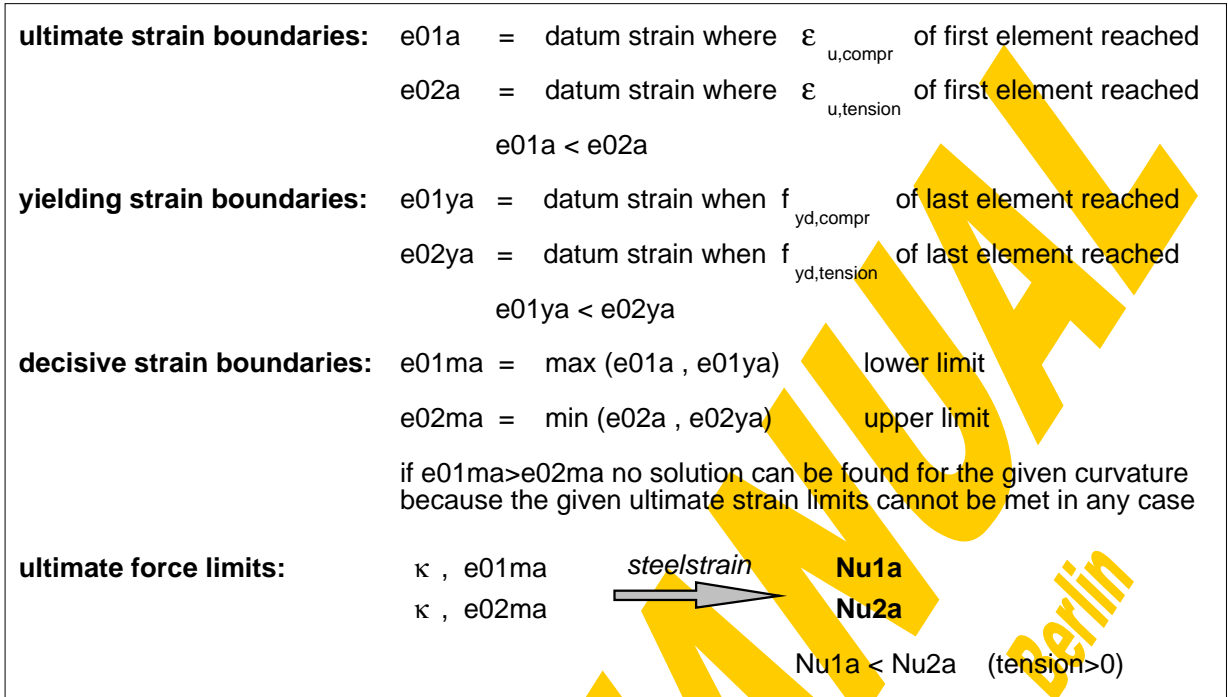 ultimate strain boundaries: e01a = datum strain where ε u,compr of first element reached
e02a = datum strain where ε u,tension of first element reached
e01a < e02a
yielding strain boundaries: e01ya = datum strain when f yd,compr of last element reached
e02ya = datum strain when f yd,tension of last element reached
e01ya < e02ya
decisive strain boundaries: e01ma = max (e01a , e01ya) lower limit
e02ma = min (e02a , e02ya) upper limit
if e01ma>e02ma no solution can be found for the given curvature
because the given ultimate strain limits cannot be met in any case
ultimate force limits: κ , e01ma steelstrain Nu1a
κ , e02ma Nu2a
Nu1a < Nu2a (tension>0)
Berlin